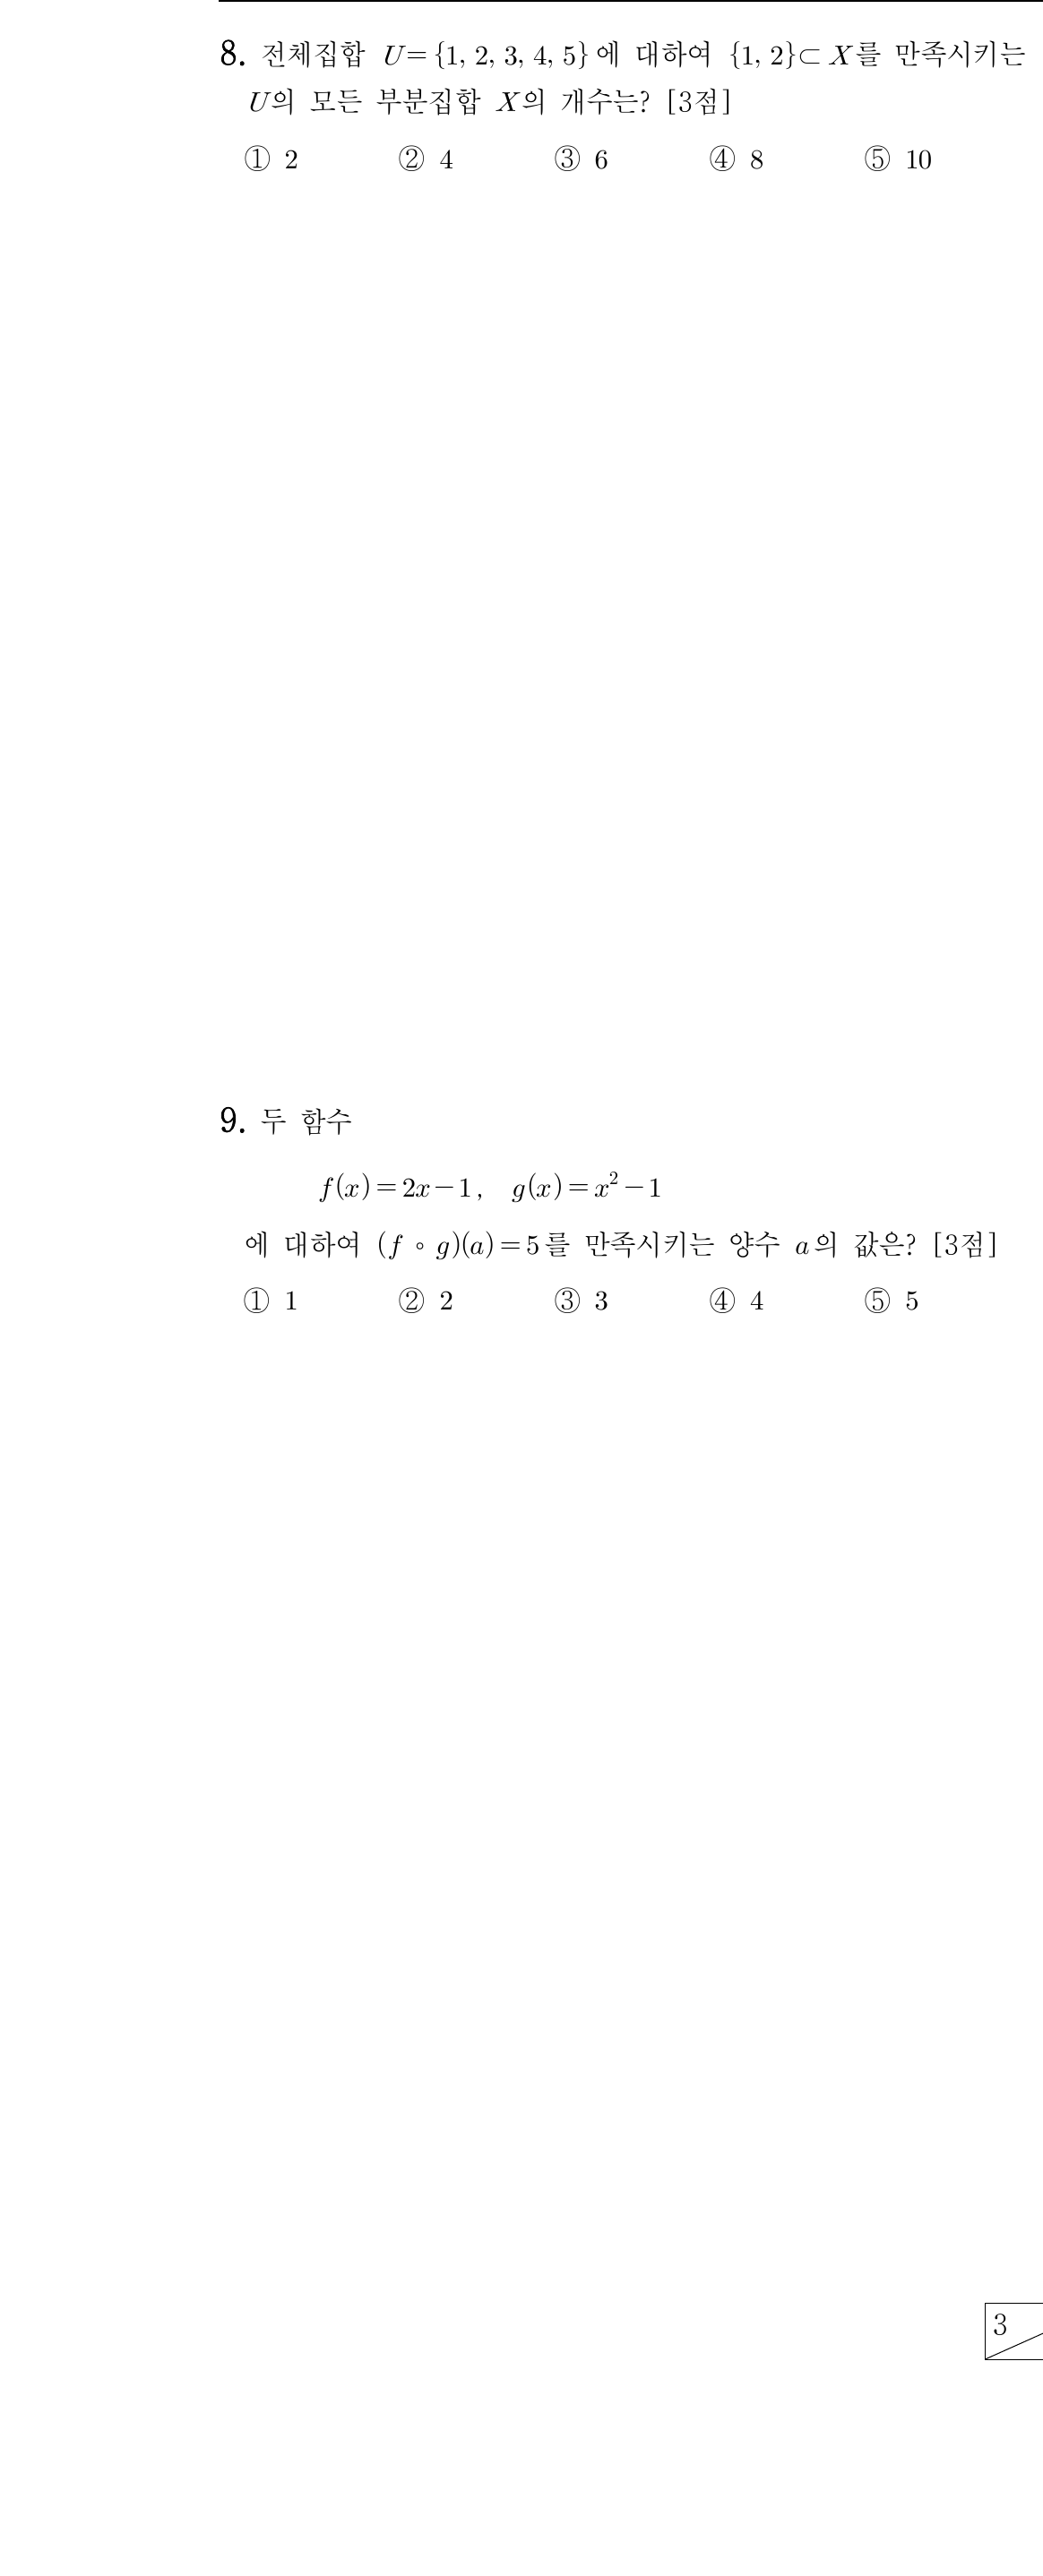 8. 전체집합 U={1, 2, 3, 4, 5}에 대하여 {1, 2}⊂X를 만족시키는
U의 모든 부분집합 X의 개수는? [3점]
① 2 ② 4 ③ 6 ④ 8 ⑤ 10
9. 두 함수
f(x)=2x-1, g(x)=x²-1
에 대하여 (f ∘ g)(a)=5를 만족시키는 양수 a의 값은? [3점]
① 1 ② 2 ③ 3 ④ 4 ⑤ 5
3